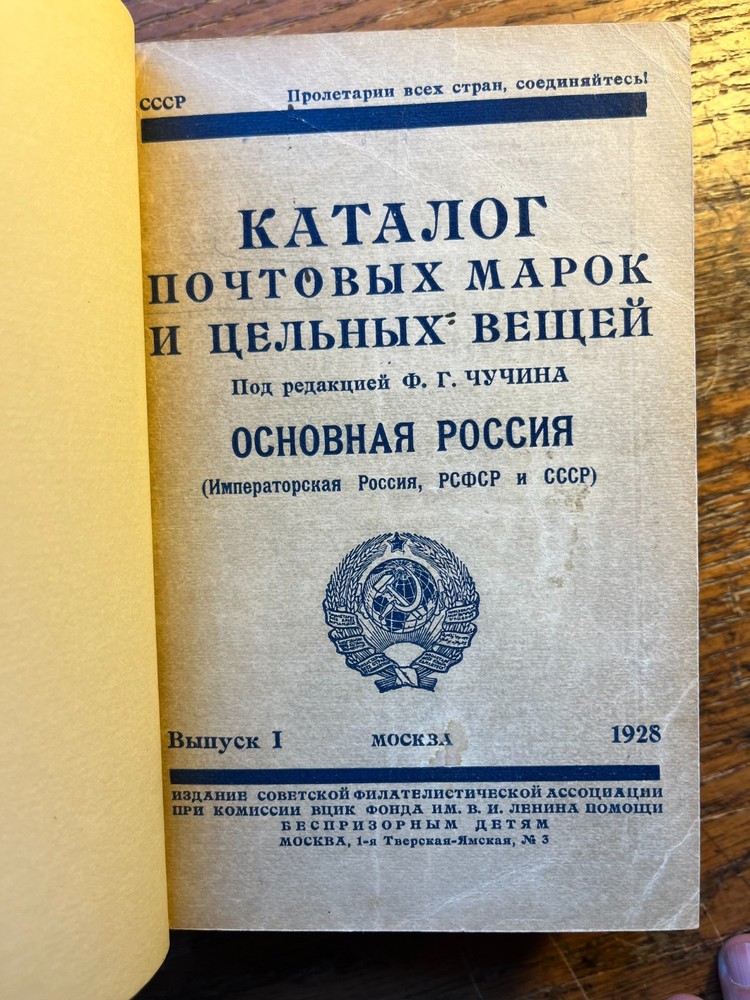 СССР Пролетарии всех стран, соединяйтесь!
КАТАЛОГ
ПОЧТОВЫХ МАРОК
И ЦЕЛЬНЫХ ВЕЩЕЙ
Под редакцией Ф. Г. ЧУЧИНА
ОСНОВНАЯ РОССИЯ
(Императорская Россия, РСФСР и СССР)
Выпуск I МОСКВА 1928
ИЗДАНИЕ СОВЕТСКОЙ ФИЛАТЕЛИСТИЧЕСКОЙ АССОЦИАЦИИ
ПРИ КОМИССИИ ВЦИК ФОНДА ИМ. В. И. ЛЕНИНА ПОМОЩИ
БЕСПРИЗОРНЫМ ДЕТЯМ
МОСКВА, 1-я Тверская-Ямская, № 3